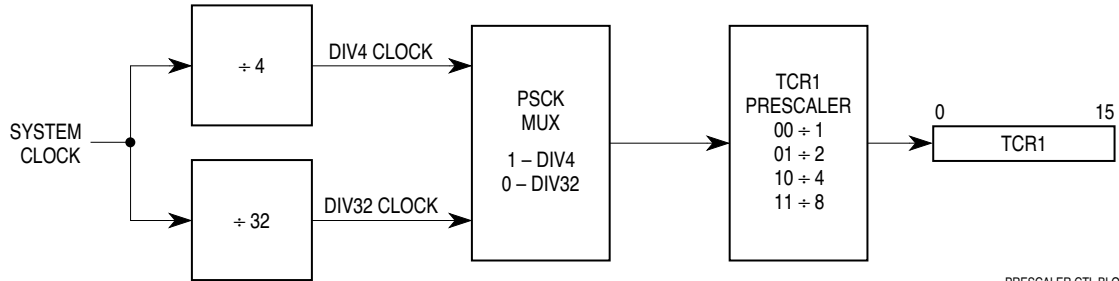 SYSTEM
CLOCK
÷ 4
DIV4 CLOCK
÷ 32
DIV32 CLOCK
PSCK
MUX
1 – DIV4
0 – DIV32
TCR1
PRESCALER
00 ÷ 1
01 ÷ 2
10 ÷ 4
11 ÷ 8
0 15
TCR1